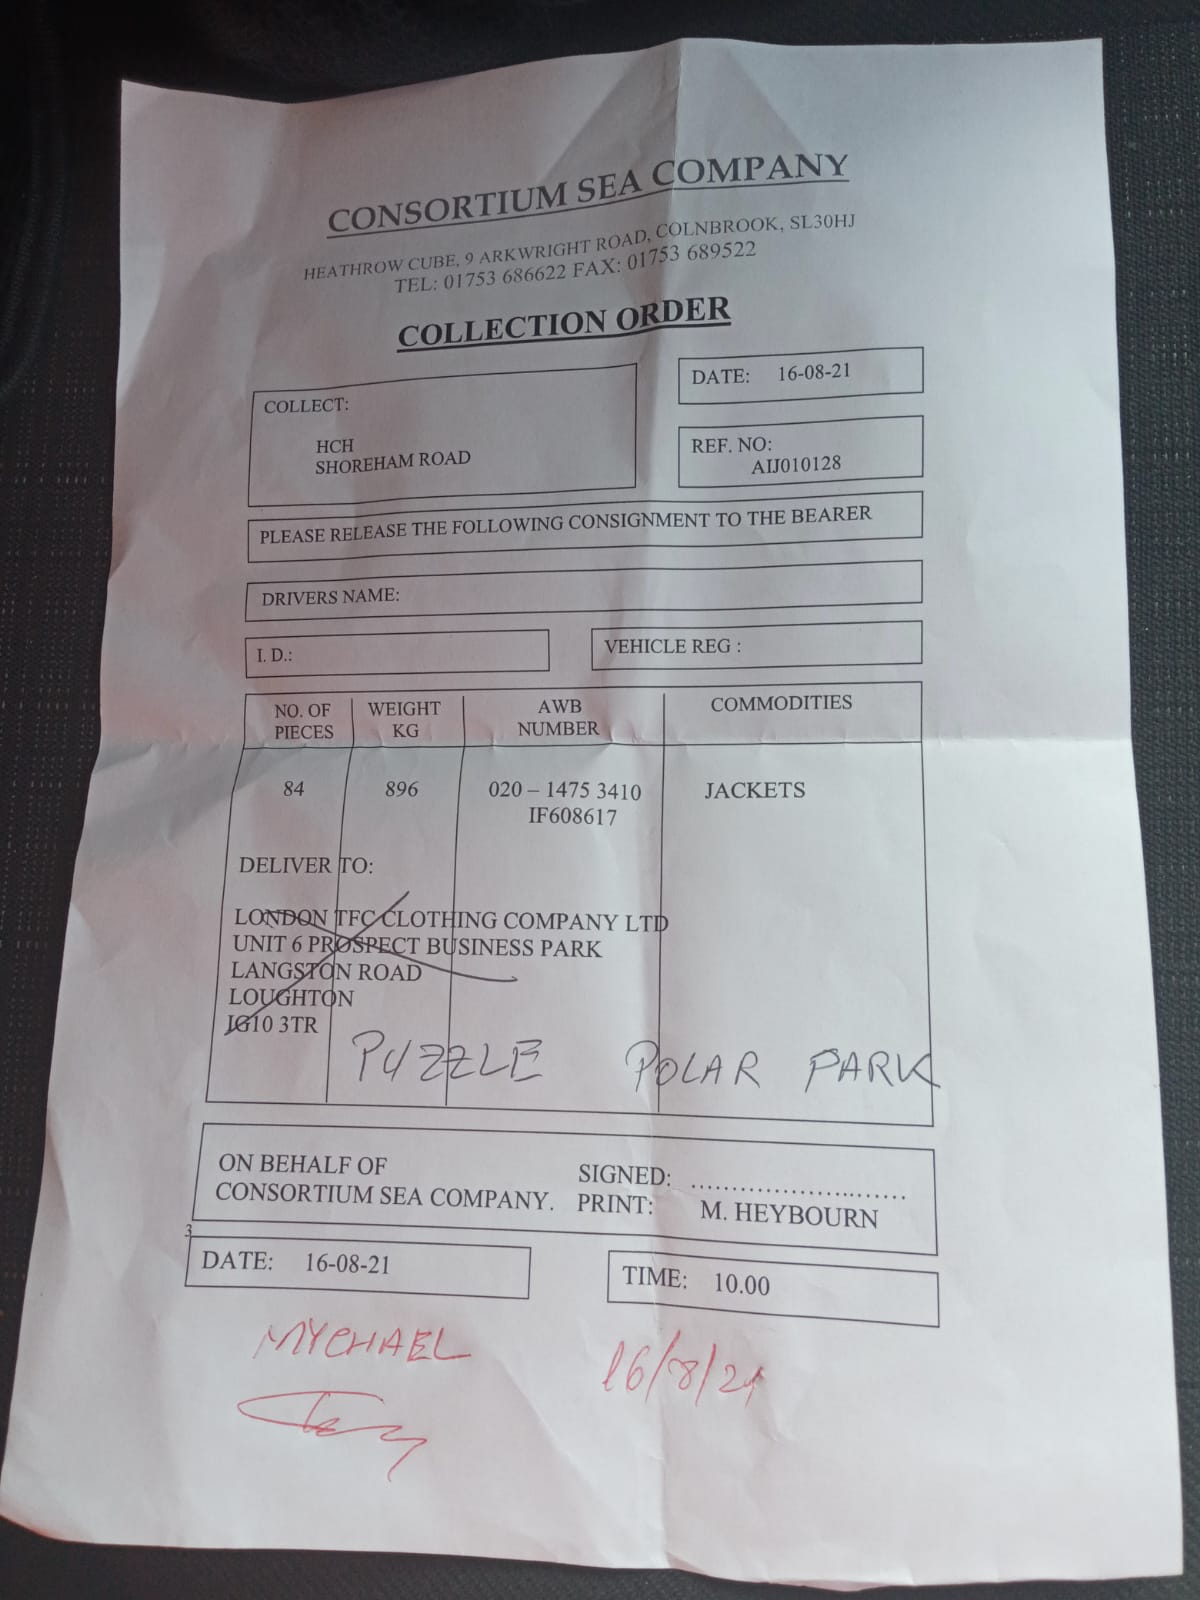 CONSORTIUM SEA COMPANY
HEATHROW CUBE, 9 ARKWRIGHT ROAD, COLNBROOK, SL30HJ
TEL: 01753 686622 FAX: 01753 689522
COLLECTION ORDER
COLLECT:
HCH
SHOREHAM ROAD
DATE: 16-08-21
REF. NO:
AIJ010128
PLEASE RELEASE THE FOLLOWING CONSIGNMENT TO THE BEARER
DRIVERS NAME:
I. D.:
VEHICLE REG :
NO. OF PIECES
WEIGHT KG
AWB NUMBER
COMMODITIES
84 896 020 – 1475 3410 JACKETS
IF608617
DELIVER TO:
LONDON TFC CLOTHING COMPANY LTD
UNIT 6 PROSPECT BUSINESS PARK
LANGSTON ROAD
LOUGHTON
IG10 3TR
PUZZLE POLAR PARK
ON BEHALF OF
CONSORTIUM SEA COMPANY.
SIGNED: ............................
PRINT: M. HEYBOURN
3
DATE: 16-08-21
TIME: 10.00
MYCHAEL
16/8/21